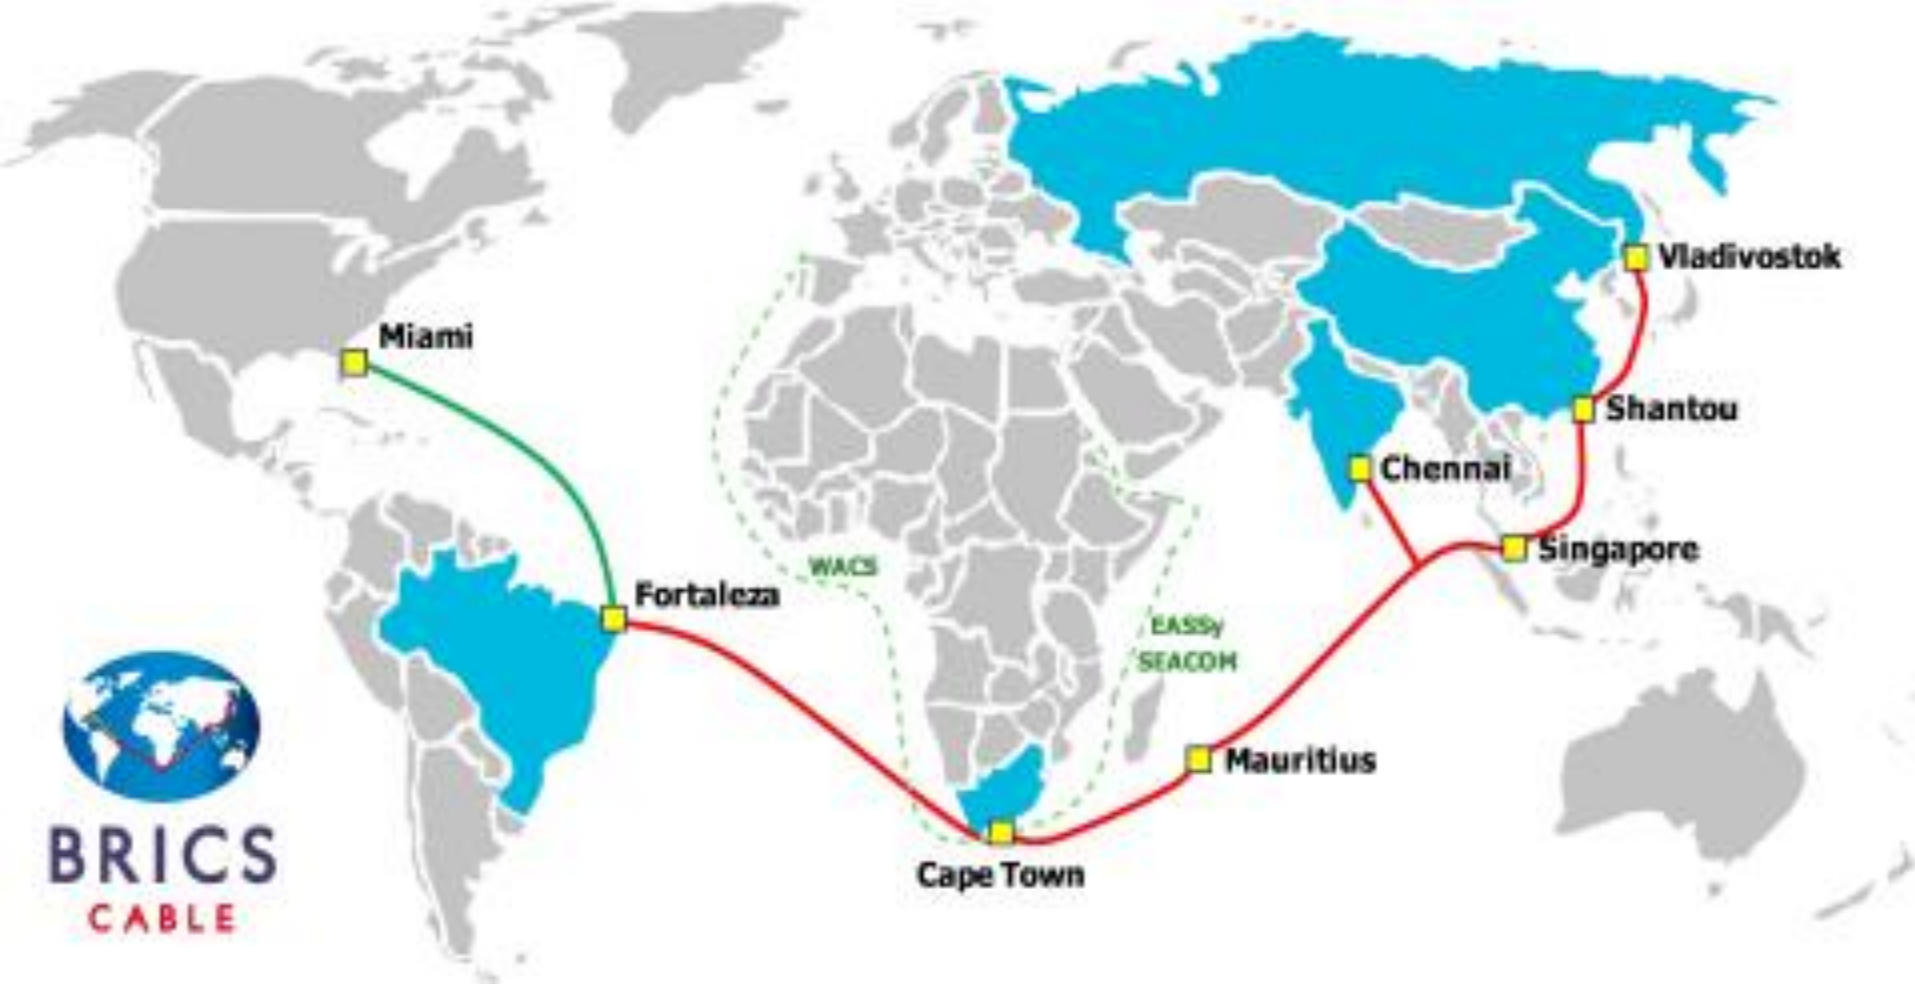 Vladivostok
Miami
Shantou
Chennai
Singapore
WACS
Fortaleza
EASSy
SEACOM
Mauritius
Cape Town
BRICS
CABLE